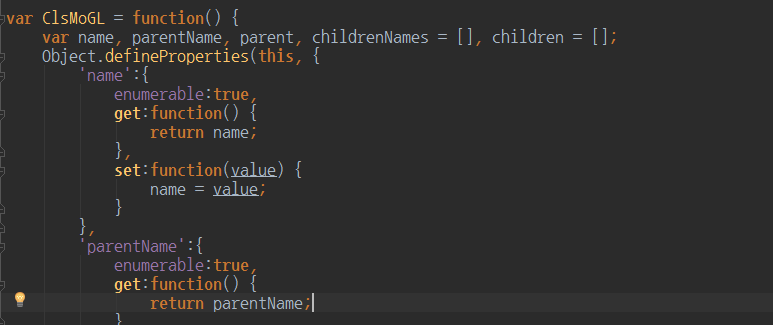 var ClsMoGL = function() {
var name, parentName, parent, childrenNames = [], children = [];
Object.defineProperties(this, {
'name':{
enumerable:true,
get:function() {
return name;
},
set:function(value) {
name = value;
}
},
'parentName':{
enumerable:true,
get:function() {
return parentName;
}